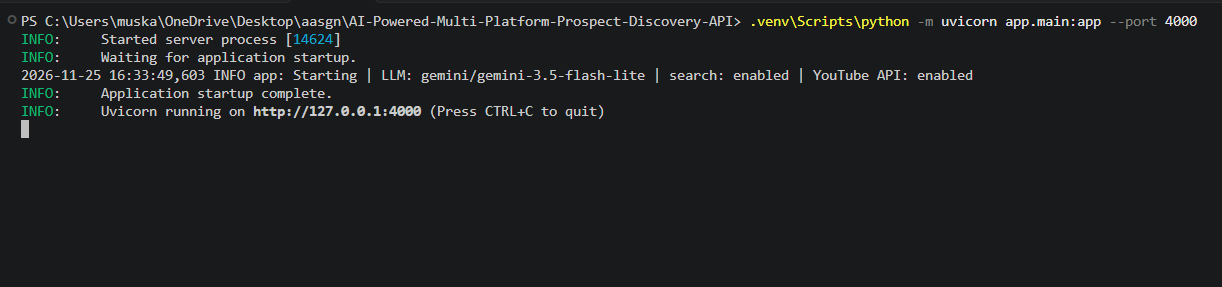 PS C:\Users\muska\OneDrive\Desktop\aasgn\AI-Powered-Multi-Platform-Prospect-Discovery-API> .venv\Scripts\python -m uvicorn app.main:app --port 4000
INFO:     Started server process [14624]
INFO:     Waiting for application startup.
2026-11-25 16:33:49,603 INFO app: Starting | LLM: gemini/gemini-3.5-flash-lite | search: enabled | YouTube API: enabled
INFO:     Application startup complete.
INFO:     Uvicorn running on http://127.0.0.1:4000 (Press CTRL+C to quit)